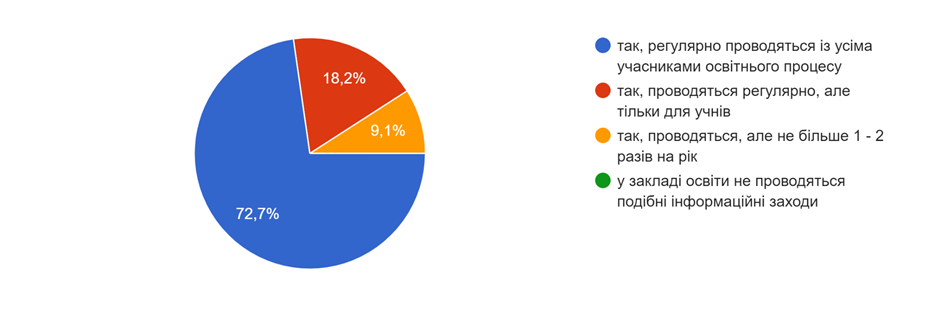 18,2%
9,1%
72,7%
так, регулярно проводяться із усіма
учасниками освітнього процесу
так, проводяться регулярно, але
тільки для учнів
так, проводяться, але не більше 1 - 2
разів на рік
у закладі освіти не проводяться
подібні інформаційні заходи